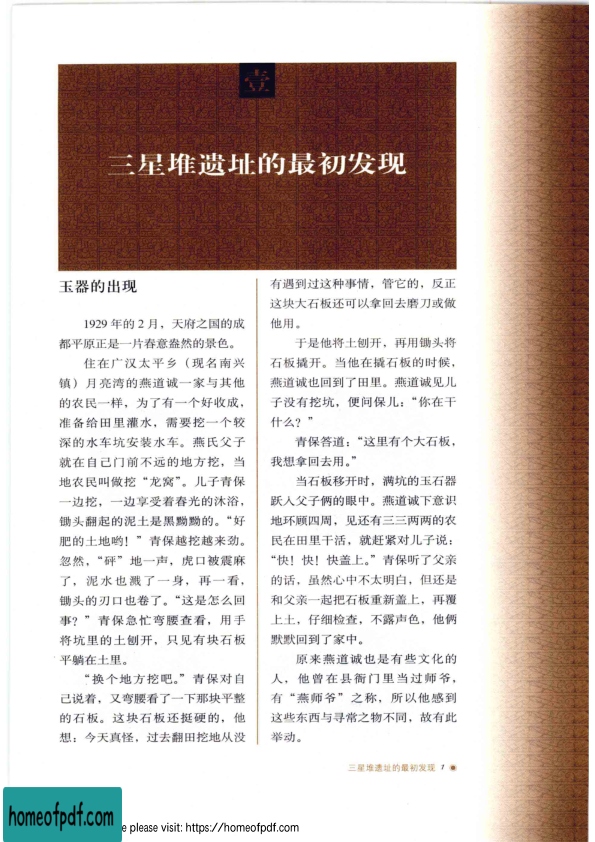 壹
三星堆遗址的最初发现
玉器的出现
1929 年的 2 月，天府之国的成
都平原正是一片春意盎然的景色。
住在广汉太平乡（现名南兴
镇）月亮湾的燕道诚一家与其他
的农民一样，为了有一个好收成，
准备给田里灌水，需要挖一个较
深的水车坑安装水车。燕氏父子
就在自己门前不远的地方挖，当
地农民叫做挖“龙窝”。儿子青保
一边挖，一边享受着春光的沐浴，
锄头翻起的泥土是黑黝黝的。“好
肥的土地哟！”青保越挖越来劲。
忽然，“砰”地一声，虎口被震麻
了，泥水也溅了一身，再一看，
锄头的刃口也卷了。“这是怎么回
事？”青保急忙弯腰查看，用手
将坑里的土刨开，只见有块石板
平躺在土里。
“换个地方挖吧。”青保对自
己说着，又弯腰看了一下那块平整
的石板。这块石板还挺硬的，他
想：今天真怪，过去翻田挖地从没
有遇到过这种事情，管它的，反正
这块大石板还可以拿回去磨刀或做
他用。
于是他将土刨开，再用锄头将
石板撬开。当他在撬石板的时候，
燕道诚也回到了田里。燕道诚见儿
子没有挖坑，便问保儿：“你在干
什么？”
青保答道：“这里有个大石板，
我想拿回去用。”
当石板移开时，满坑的玉石器
跃入父子俩的眼中。燕道诚下意识
地环顾四周，见还有三三两两的农
民在田里干活，就赶紧对儿子说：
“快！快！快盖上。”青保听了父亲
的话，虽然心中不太明白，但还是
和父亲一起把石板重新盖上，再覆
上土，仔细检查，不露声色，他俩
默默回到了家中。
原来燕道诚也是有些文化的
人，他曾在县衙门里当过师爷，
有“燕师爷”之称，所以他感到
这些东西与寻常之物不同，故有此
举动。
三星堆遗址的最初发现 7
homeofpdf.com
e please visit: https://homeofpdf.com